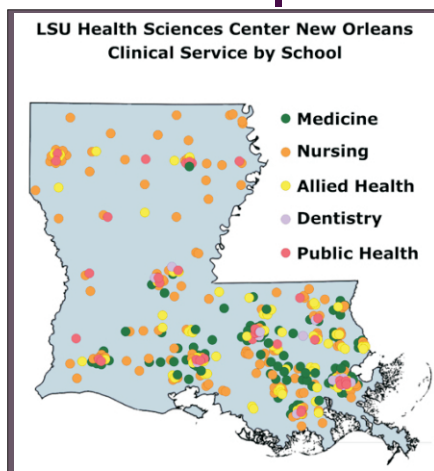 LSU Health Sciences Center New Orleans
Clinical Service by School
Medicine
Nursing
Allied Health
Dentistry
Public Health